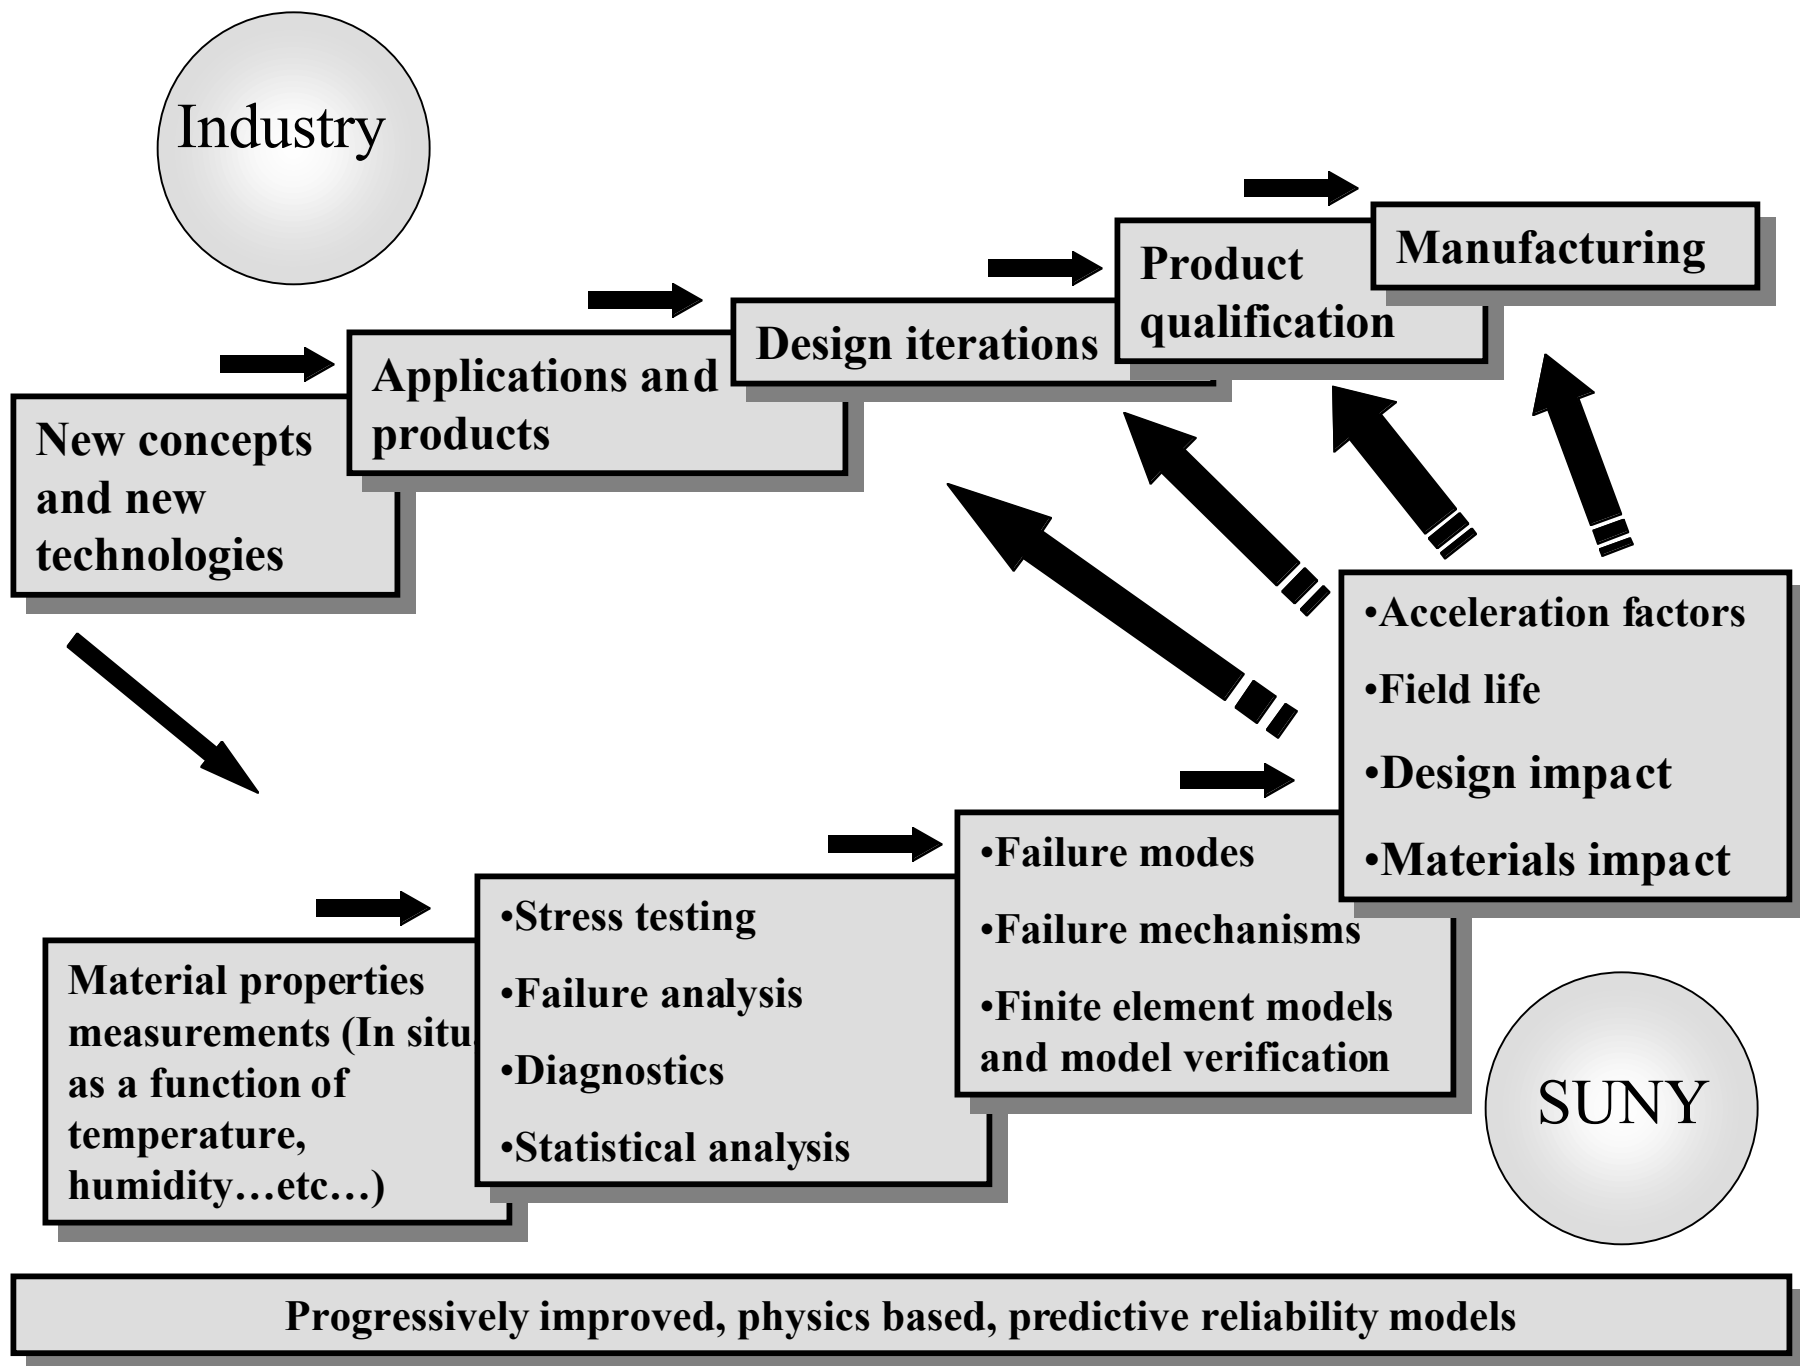 Industry
New concepts
and new
technologies
Applications and
products
Design iterations
Product
qualification
Manufacturing
Material properties
measurements (In situ
as a function of
temperature,
humidity…etc…)
•Stress testing
•Failure analysis
•Diagnostics
•Statistical analysis
•Failure modes
•Failure mechanisms
•Finite element models
and model verification
•Acceleration factors
•Field life
•Design impact
•Materials impact
SUNY
Progressively improved, physics based, predictive reliability models